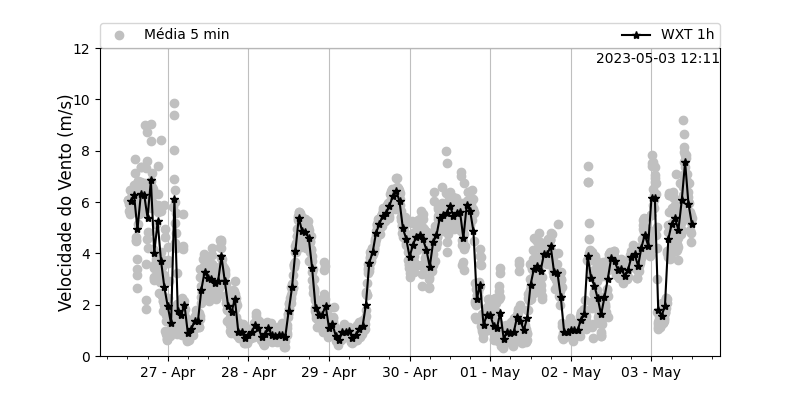 Média 5 min
WXT 1h
2023-05-03 12:11
Velocidade do Vento (m/s)
12
10
8
6
4
2
0
27 - Apr 28 - Apr 29 - Apr 30 - Apr 01 - May 02 - May 03 - May